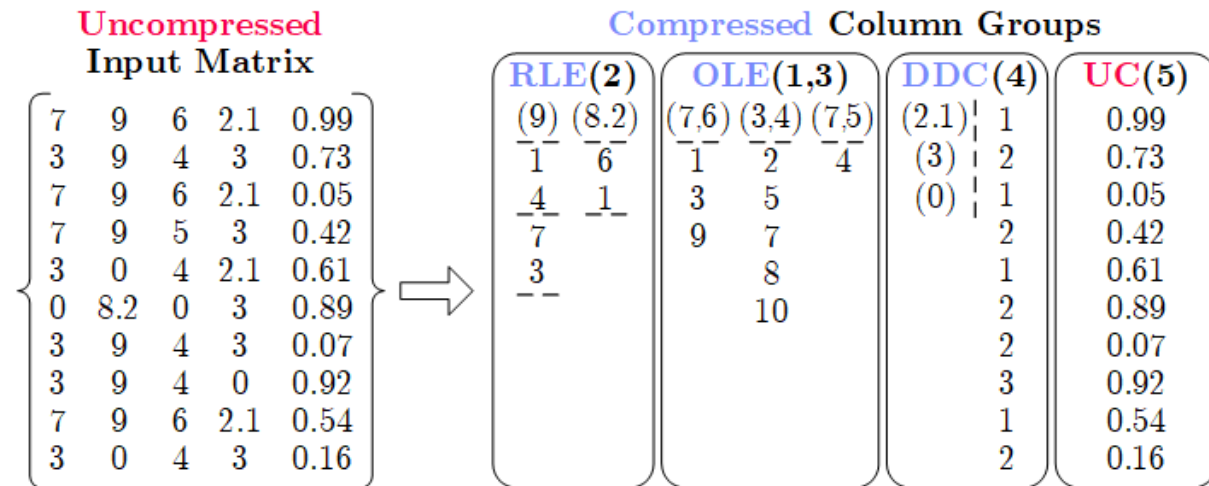 Uncompressed
Input Matrix
7 9 6 2.1 0.99
3 9 4 3 0.73
7 9 6 2.1 0.05
7 9 5 3 0.42
3 0 4 2.1 0.61
0 8.2 0 3 0.89
3 9 4 3 0.07
3 9 4 0 0.92
7 9 6 2.1 0.54
3 0 4 3 0.16
Compressed Column Groups
RLE(2)
(9) (8.2)
1 6
4 1
7
3
OLE(1,3)
(7,6) (3,4) (7,5)
1 2 4
3 5
9 7
8
10
DDC(4)
(2.1) 1
(3) 2
(0) 1
2
1
2
2
3
1
2
UC(5)
0.99
0.73
0.05
0.42
0.61
0.89
0.07
0.92
0.54
0.16